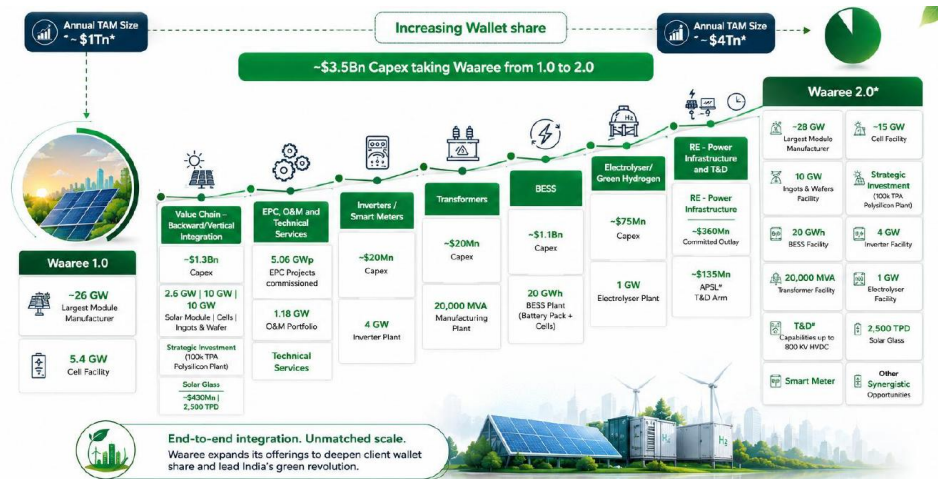 Annual TAM Size
~ $1Tn*
Increasing Wallet share
Annual TAM Size
~ $4Tn*
~$3.5Bn Capex taking Waaree from 1.0 to 2.0
Waaree 1.0
~26 GW
Largest Module
Manufacturer
5.4 GW
Cell Facility
Value Chain –
Backward/Vertical
Integration
~$1.3Bn
Capex
2.6 GW | 10 GW |
10 GW
Solar Module | Cells |
Ingots & Wafer
Strategic Investment
(100k TPA
Polysilicon Plant)
Solar Glass
~$430Mn |
2,500 TPD
EPC, O&M and
Technical
Services
5.06 GWp
EPC Projects
commissioned
1.18 GW
O&M Portfolio
Technical
Services
Inverters /
Smart Meters
~$20Mn
Capex
4 GW
Inverter Plant
Transformers
~$20Mn
Capex
20,000 MVA
Manufacturing
Plant
BESS
~$1.1Bn
Capex
20 GWh
BESS Plant
(Battery Pack +
Cells)
H2
Electrolyser/
Green Hydrogen
~$75Mn
Capex
1 GW
Electrolyser Plant
RE - Power
Infrastructure
and T&D
RE - Power
Infrastructure
~$360Mn
Committed Outlay
~$135Mn
APSL#
T&D Arm
Waaree 2.0*
~28 GW
Largest Module
Manufacturer
~15 GW
Cell Facility
10 GW
Ingots & Wafers
Facility
Strategic
Investment
(100k TPA
Polysilicon Plant)
20 GWh
BESS Facility
4 GW
Inverter Facility
20,000 MVA
Transformer Facility
1 GW
Electrolyser
Facility
T&D#
Capabilities up to
800 KV HVDC
2,500 TPD
Solar Glass
Smart Meter
Other
Synergistic
Opportunities
End-to-end integration. Unmatched scale.
Waaree expands its offerings to deepen client wallet
share and lead India's green revolution.
H2
H2